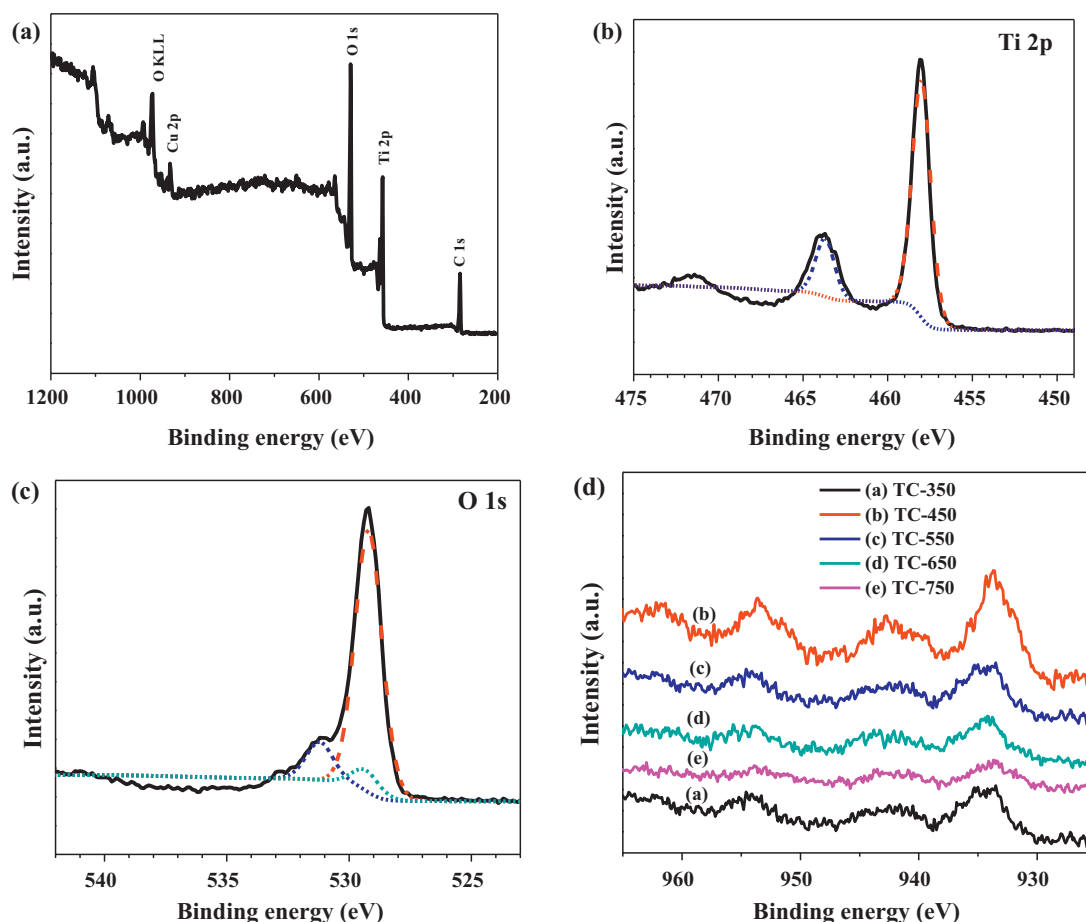 (a)
O KLL
Cu 2p
O 1s
Ti 2p
C 1s
Intensity (a.u.)
1200 1000 800 600 400 200
Binding energy (eV)
(b)
Ti 2p
Intensity (a.u.)
475 470 465 460 455 450
Binding energy (eV)
(c)
O 1s
Intensity (a.u.)
540 535 530 525
Binding energy (eV)
(d)
(a) TC-350
(b) TC-450
(c) TC-550
(d) TC-650
(e) TC-750
(b)
(c)
(d)
(e)
(a)
Intensity (a.u.)
960 950 940 930
Binding energy (eV)